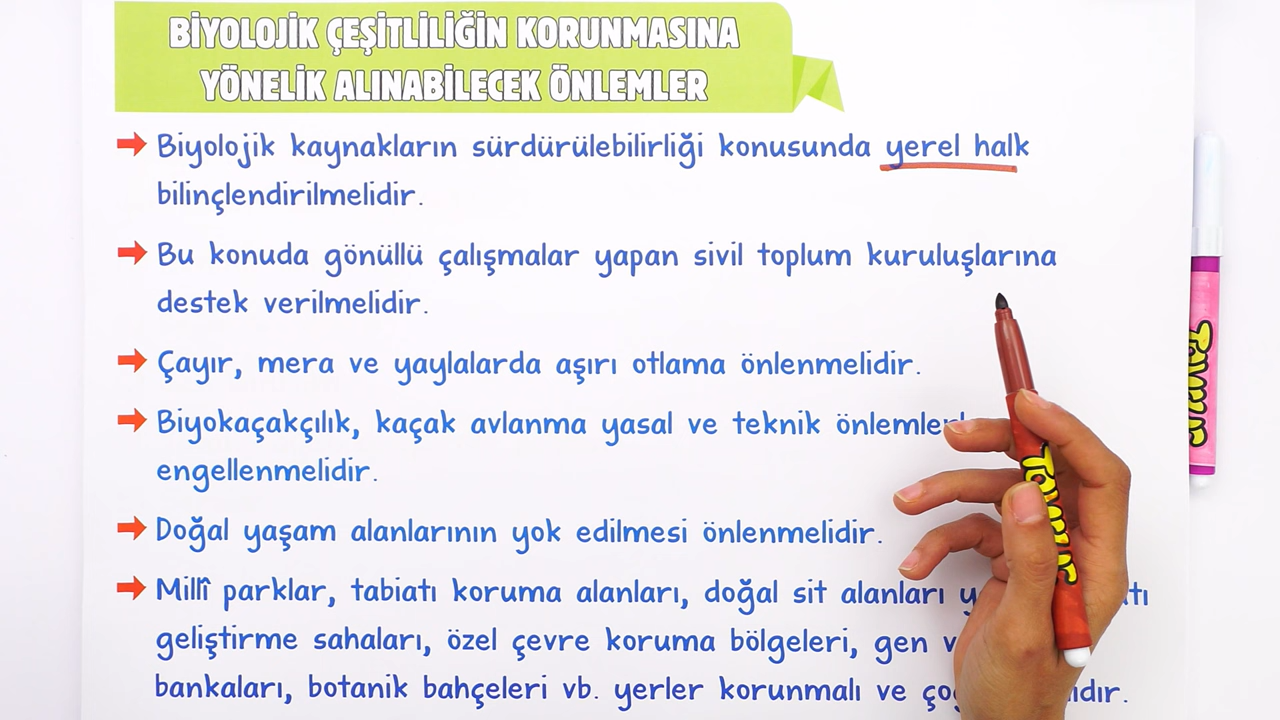 BİYOLOJİK ÇEŞİTLİLİĞİN KORUNMASINA
YÖNELİK ALINABİLECEK ÖNLEMLER
Biyolojik kaynakların sürdürülebilirliği konusunda yerel halk
bilinçlendirilmelidir.
Bu konuda gönüllü çalışmalar yapan sivil toplum kuruluşlarına
destek verilmelidir.
Çayır, mera ve yaylalarda aşırı otlama önlenmelidir.
Biyokaçakçılık, kaçak avlanma yasal ve teknik
engellenmelidir.
Doğal yaşam alanlarının yok edilmesi önlenmelidir.
Millî parklar, tabiatı koruma alanları, doğal sit alanları
geliştirme sahaları, özel çevre koruma bölgeleri, gen
bankaları, botanik bahçeleri vb. yerler korunmalı ve